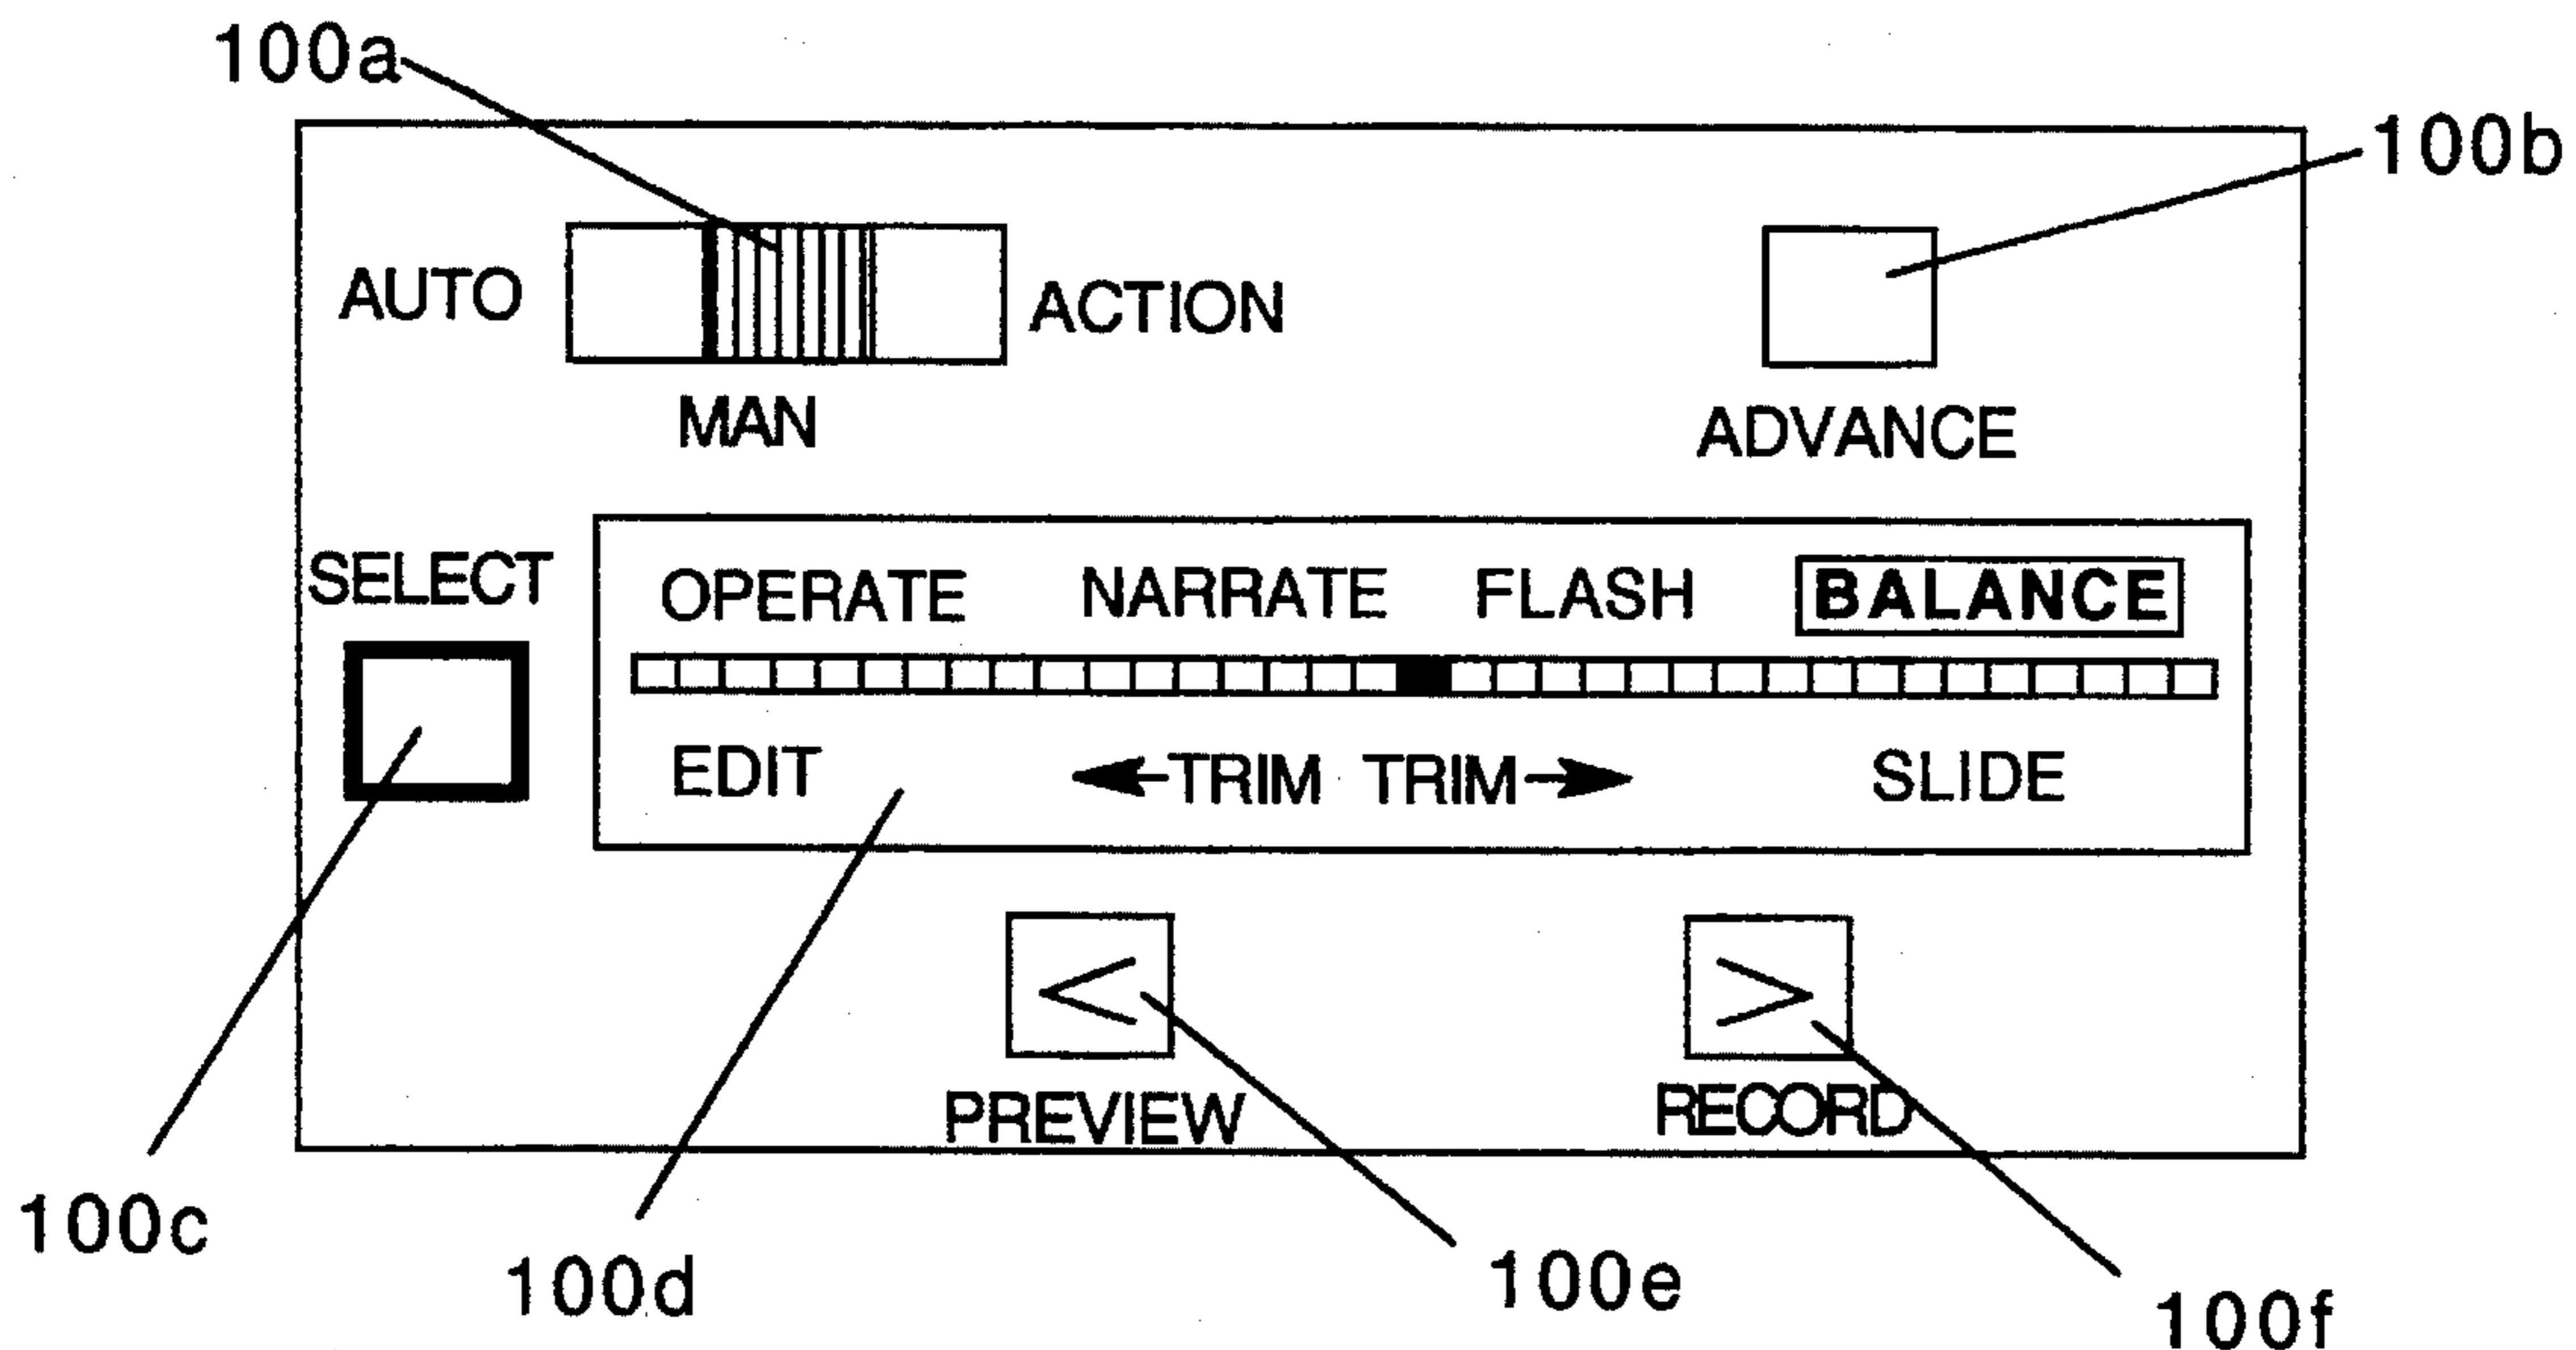 100a
100b
AUTO
ACTION
MAN
ADVANCE
SELECT
OPERATE NARRATE FLASH BALANCE
EDIT ←TRIM TRIM→ SLIDE
<
>
PREVIEW
RECORD
100c
100d
100e
100f